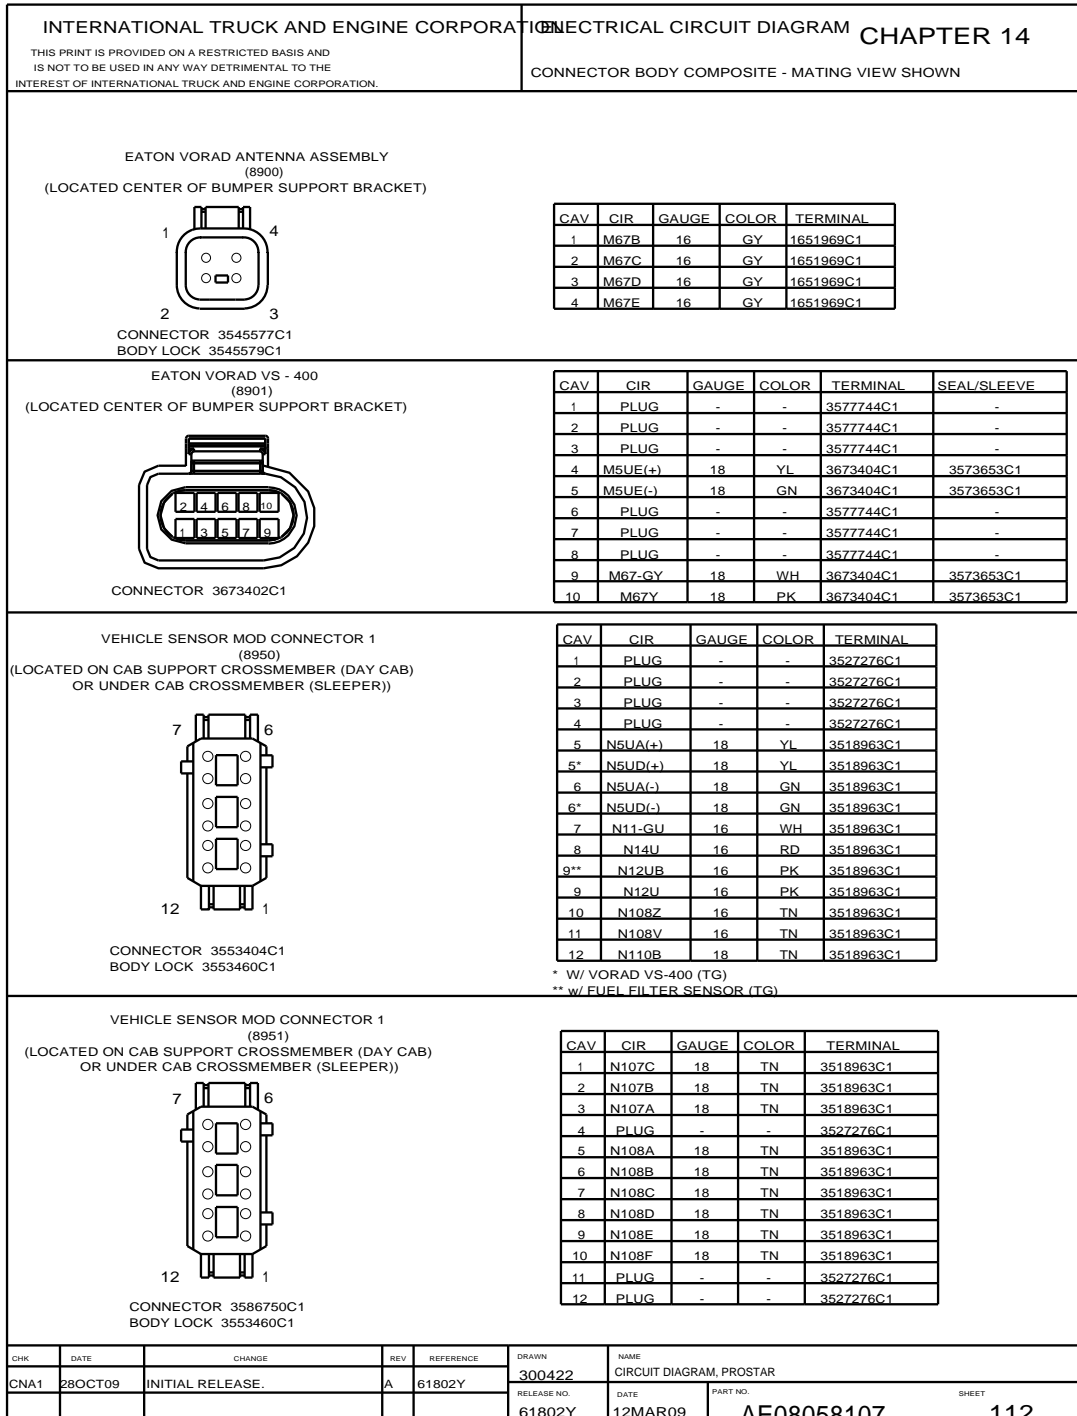 INTERNATIONAL TRUCK AND ENGINE CORPORATION
THIS PRINT IS PROVIDED ON A RESTRICTED BASIS AND
IS NOT TO BE USED IN ANY WAY DETRIMENTAL TO THE
INTEREST OF INTERNATIONAL TRUCK AND ENGINE CORPORATION.
ELECTRICAL CIRCUIT DIAGRAM
CHAPTER 14
CONNECTOR BODY COMPOSITE - MATING VIEW SHOWN
EATON VORAD ANTENNA ASSEMBLY
(8900)
(LOCATED CENTER OF BUMPER SUPPORT BRACKET)
1 4
2 3
CONNECTOR 3545577C1
BODY LOCK 3545579C1
CAV CIR GAUGE COLOR TERMINAL
1 M67B 16 GY 1651969C1
2 M67C 16 GY 1651969C1
3 M67D 16 GY 1651969C1
4 M67E 16 GY 1651969C1
EATON VORAD VS - 400
(8901)
(LOCATED CENTER OF BUMPER SUPPORT BRACKET)
2 4 6 8 10
1 3 5 7 9
CONNECTOR 3673402C1
CAV CIR GAUGE COLOR TERMINAL SEAL/SLEEVE
1 PLUG - - 3577744C1 -
2 PLUG - - 3577744C1 -
3 PLUG - - 3577744C1 -
4 M5UE(+) 18 YL 3673404C1 3573653C1
5 M5UE(-) 18 GN 3673404C1 3573653C1
6 PLUG - - 3577744C1 -
7 PLUG - - 3577744C1 -
8 PLUG - - 3577744C1 -
9 M67-GY 18 WH 3673404C1 3573653C1
10 M67Y 18 PK 3673404C1 3573653C1
VEHICLE SENSOR MOD CONNECTOR 1
(8950)
(LOCATED ON CAB SUPPORT CROSSMEMBER (DAY CAB)
OR UNDER CAB CROSSMEMBER (SLEEPER))
7 6
12 1
CONNECTOR 3553404C1
BODY LOCK 3553460C1
CAV CIR GAUGE COLOR TERMINAL
1 PLUG - - 3527276C1
2 PLUG - - 3527276C1
3 PLUG - - 3527276C1
4 PLUG - - 3527276C1
5 N5UA(+) 18 YL 3518963C1
5* N5UD(+) 18 YL 3518963C1
6 N5UA(-) 18 GN 3518963C1
6* N5UD(-) 18 GN 3518963C1
7 N11-GU 16 WH 3518963C1
8 N14U 16 RD 3518963C1
9** N12UB 16 PK 3518963C1
9 N12U 16 PK 3518963C1
10 N108Z 16 TN 3518963C1
11 N108V 16 TN 3518963C1
12 N110B 18 TN 3518963C1
* W/ VORAD VS-400 (TG)
** w/ FUEL FILTER SENSOR (TG)
VEHICLE SENSOR MOD CONNECTOR 1
(8951)
(LOCATED ON CAB SUPPORT CROSSMEMBER (DAY CAB)
OR UNDER CAB CROSSMEMBER (SLEEPER))
7 6
12 1
CONNECTOR 3586750C1
BODY LOCK 3553460C1
CAV CIR GAUGE COLOR TERMINAL
1 N107C 18 TN 3518963C1
2 N107B 18 TN 3518963C1
3 N107A 18 TN 3518963C1
4 PLUG - - 3527276C1
5 N108A 18 TN 3518963C1
6 N108B 18 TN 3518963C1
7 N108C 18 TN 3518963C1
8 N108D 18 TN 3518963C1
9 N108E 18 TN 3518963C1
10 N108F 18 TN 3518963C1
11 PLUG - - 3527276C1
12 PLUG - - 3527276C1
CHK DATE CHANGE REV REFERENCE
CNA1 28OCT09 INITIAL RELEASE. A 61802Y
DRAWN
300422
NAME
CIRCUIT DIAGRAM, PROSTAR
RELEASE NO.
61802Y
DATE
12MAR09
PART NO.
AE08058107
SHEET
112